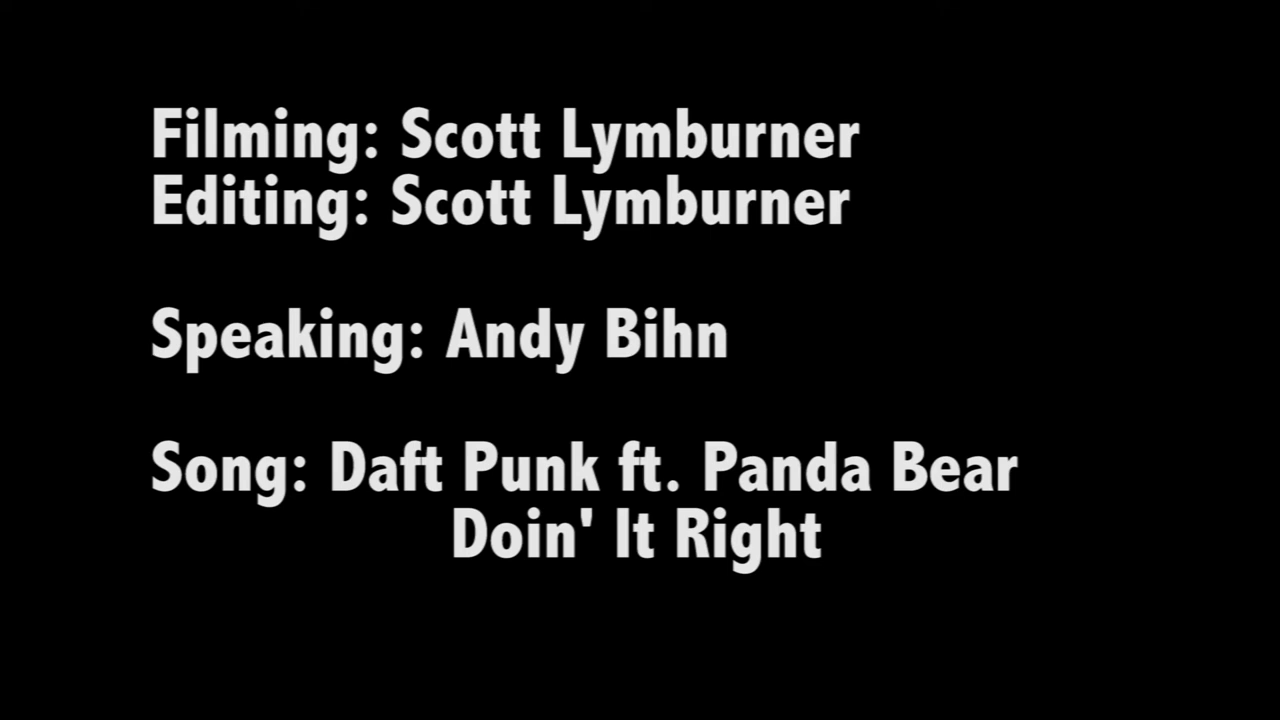 Filming: Scott Lymburner
Editing: Scott Lymburner
Speaking: Andy Bihn
Song: Daft Punk ft. Panda Bear
Doin' It Right